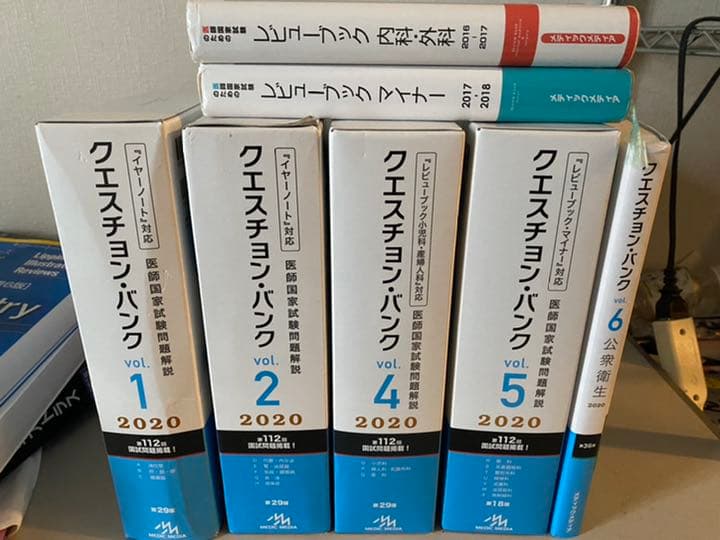 医師国家試験
のための
レビューブック 内科・外科
2016
-
2017
メディックメディア
医師国家試験
のための
レビューブック マイナー
2017
-
2018
メディックメディア
『イヤーノート』対応
クエスチョン・バンク
医師国家試験問題解説
vol.
1
2020
第112回
国試問題掲載!
第29版
『イヤーノート』対応
クエスチョン・バンク
医師国家試験問題解説
vol.
2
2020
第112回
国試問題掲載!
第29版
MEDIC MEDIA
『レビューブック小児科・産婦人科』対応
クエスチョン・バンク
医師国家試験問題解説
vol.
4
2020
第112回
国試問題掲載!
第29版
MEDIC MEDIA
『レビューブック・マイナー』対応
クエスチョン・バンク
医師国家試験問題解説
vol.
5
2020
第112回
国試問題掲載!
第18版
MEDIC MEDIA
クエスチョン・バンク
vol.
6
公衆衛生
2020
Lippin
Illustrat
Reviews
try